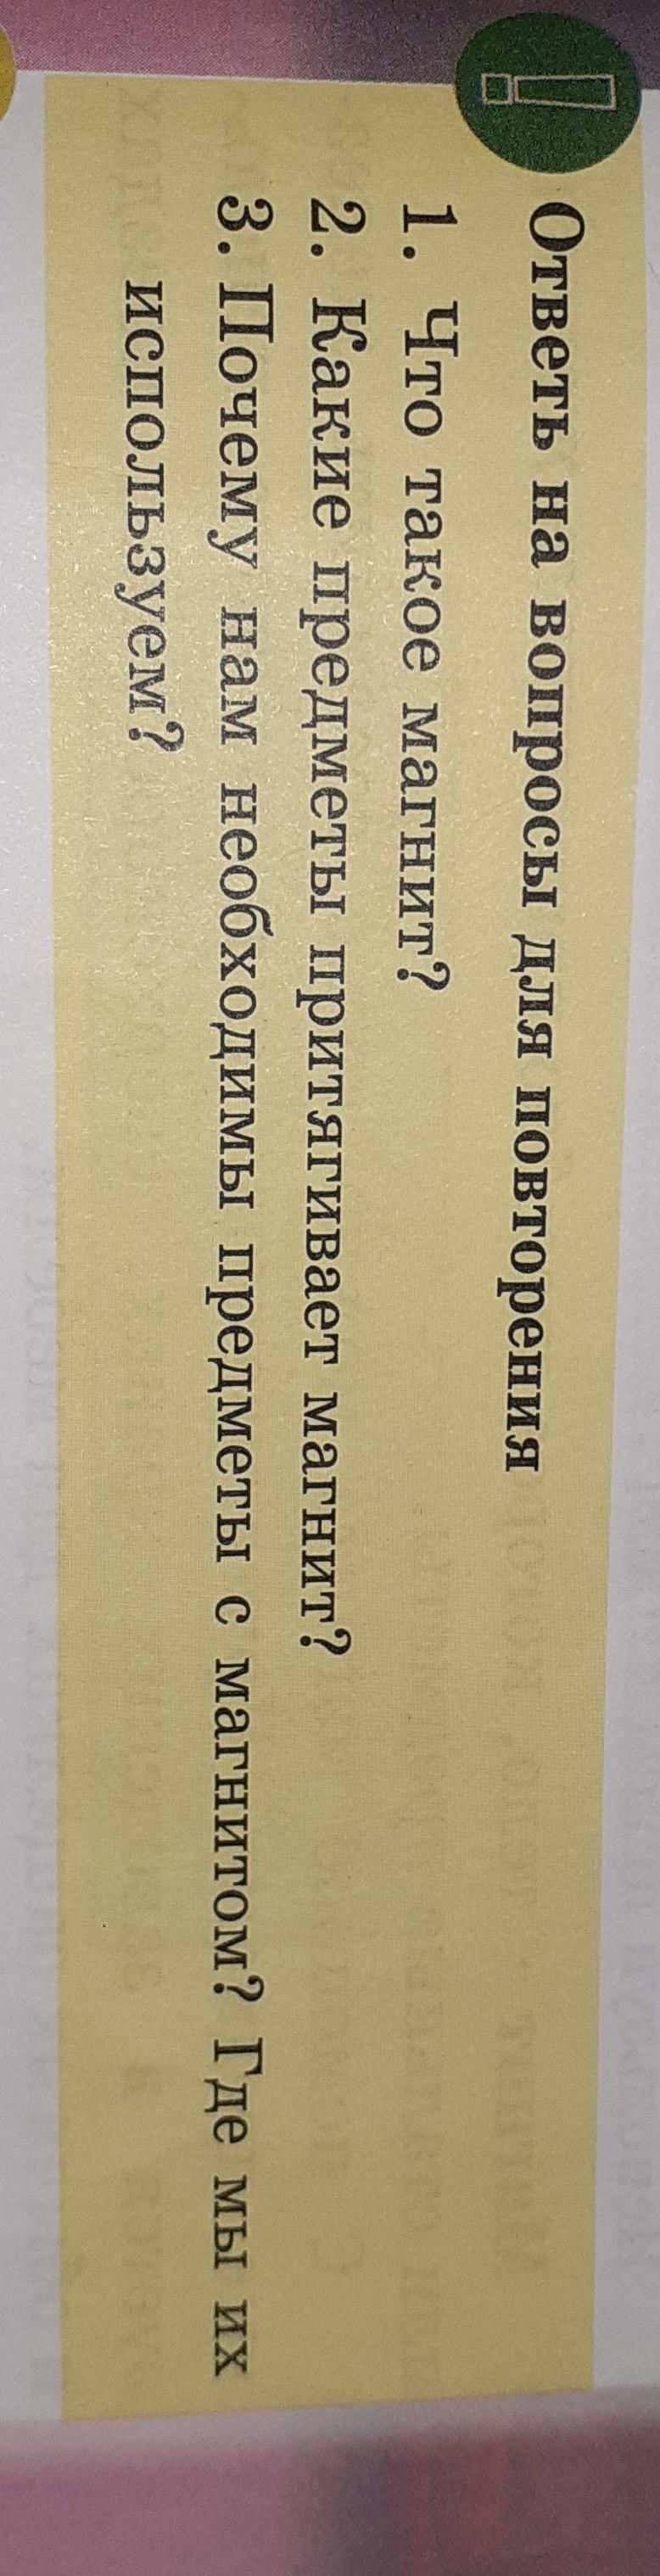 Ответь на вопросы для повторения
1. Что такое магнит?
2. Какие предметы притягивает магнит?
3. Почему нам необходимы предметы с магнитом? Где мы их
используем?